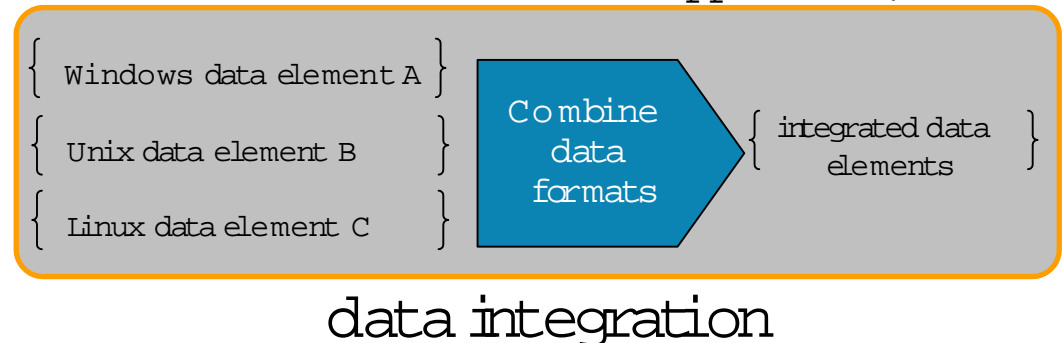 { Windows data element A }
{ Unix data element B }
{ Linux data element C }
Combine
data
formats
{ integrated data
elements }
data integration